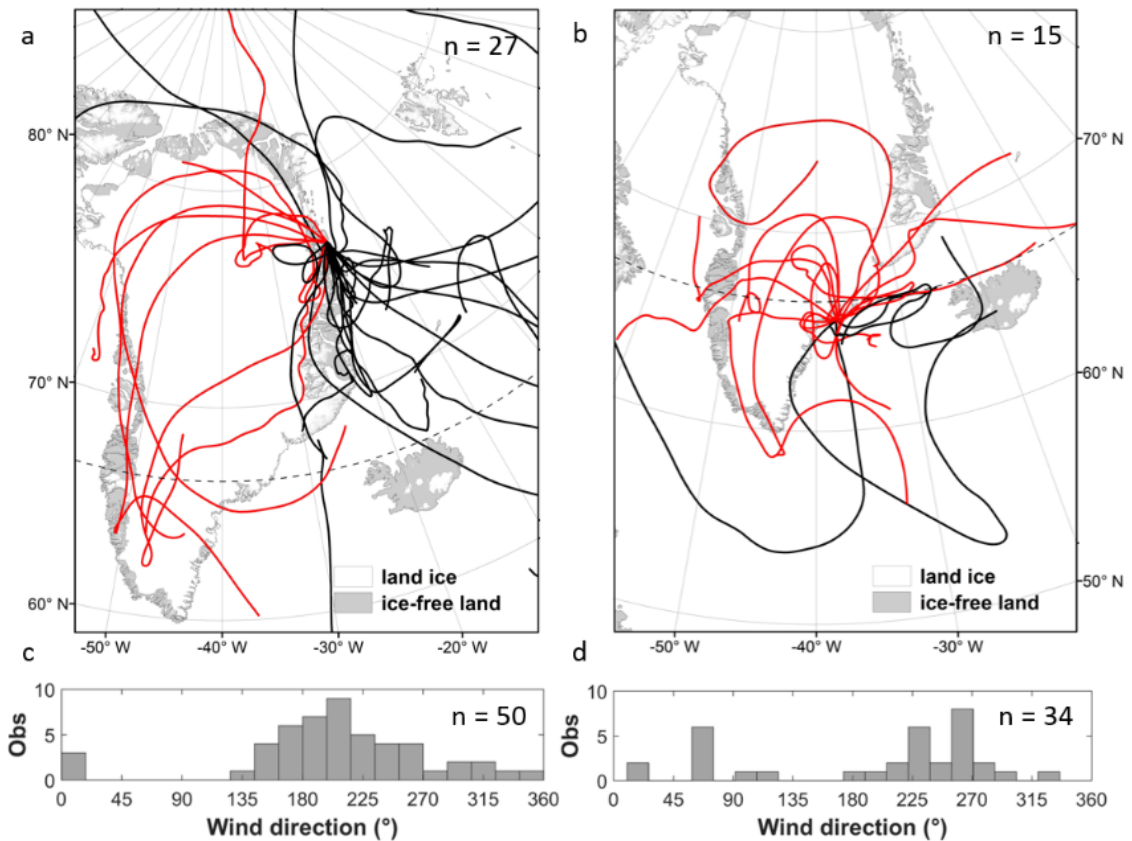 a
n = 27
80° N
70° N
60° N
land ice
ice-free land
-50° W
-40° W
-30° W
-20° W
b
n = 15
70° N
60° N
50° N
land ice
ice-free land
-50° W
-40° W
-30° W
c
Obs
10
5
0
n = 50
0 45 90 135 180 225 270 315 360
Wind direction (°)
d
Obs
10
5
0
n = 34
0 45 90 135 180 225 270 315 360
Wind direction (°)